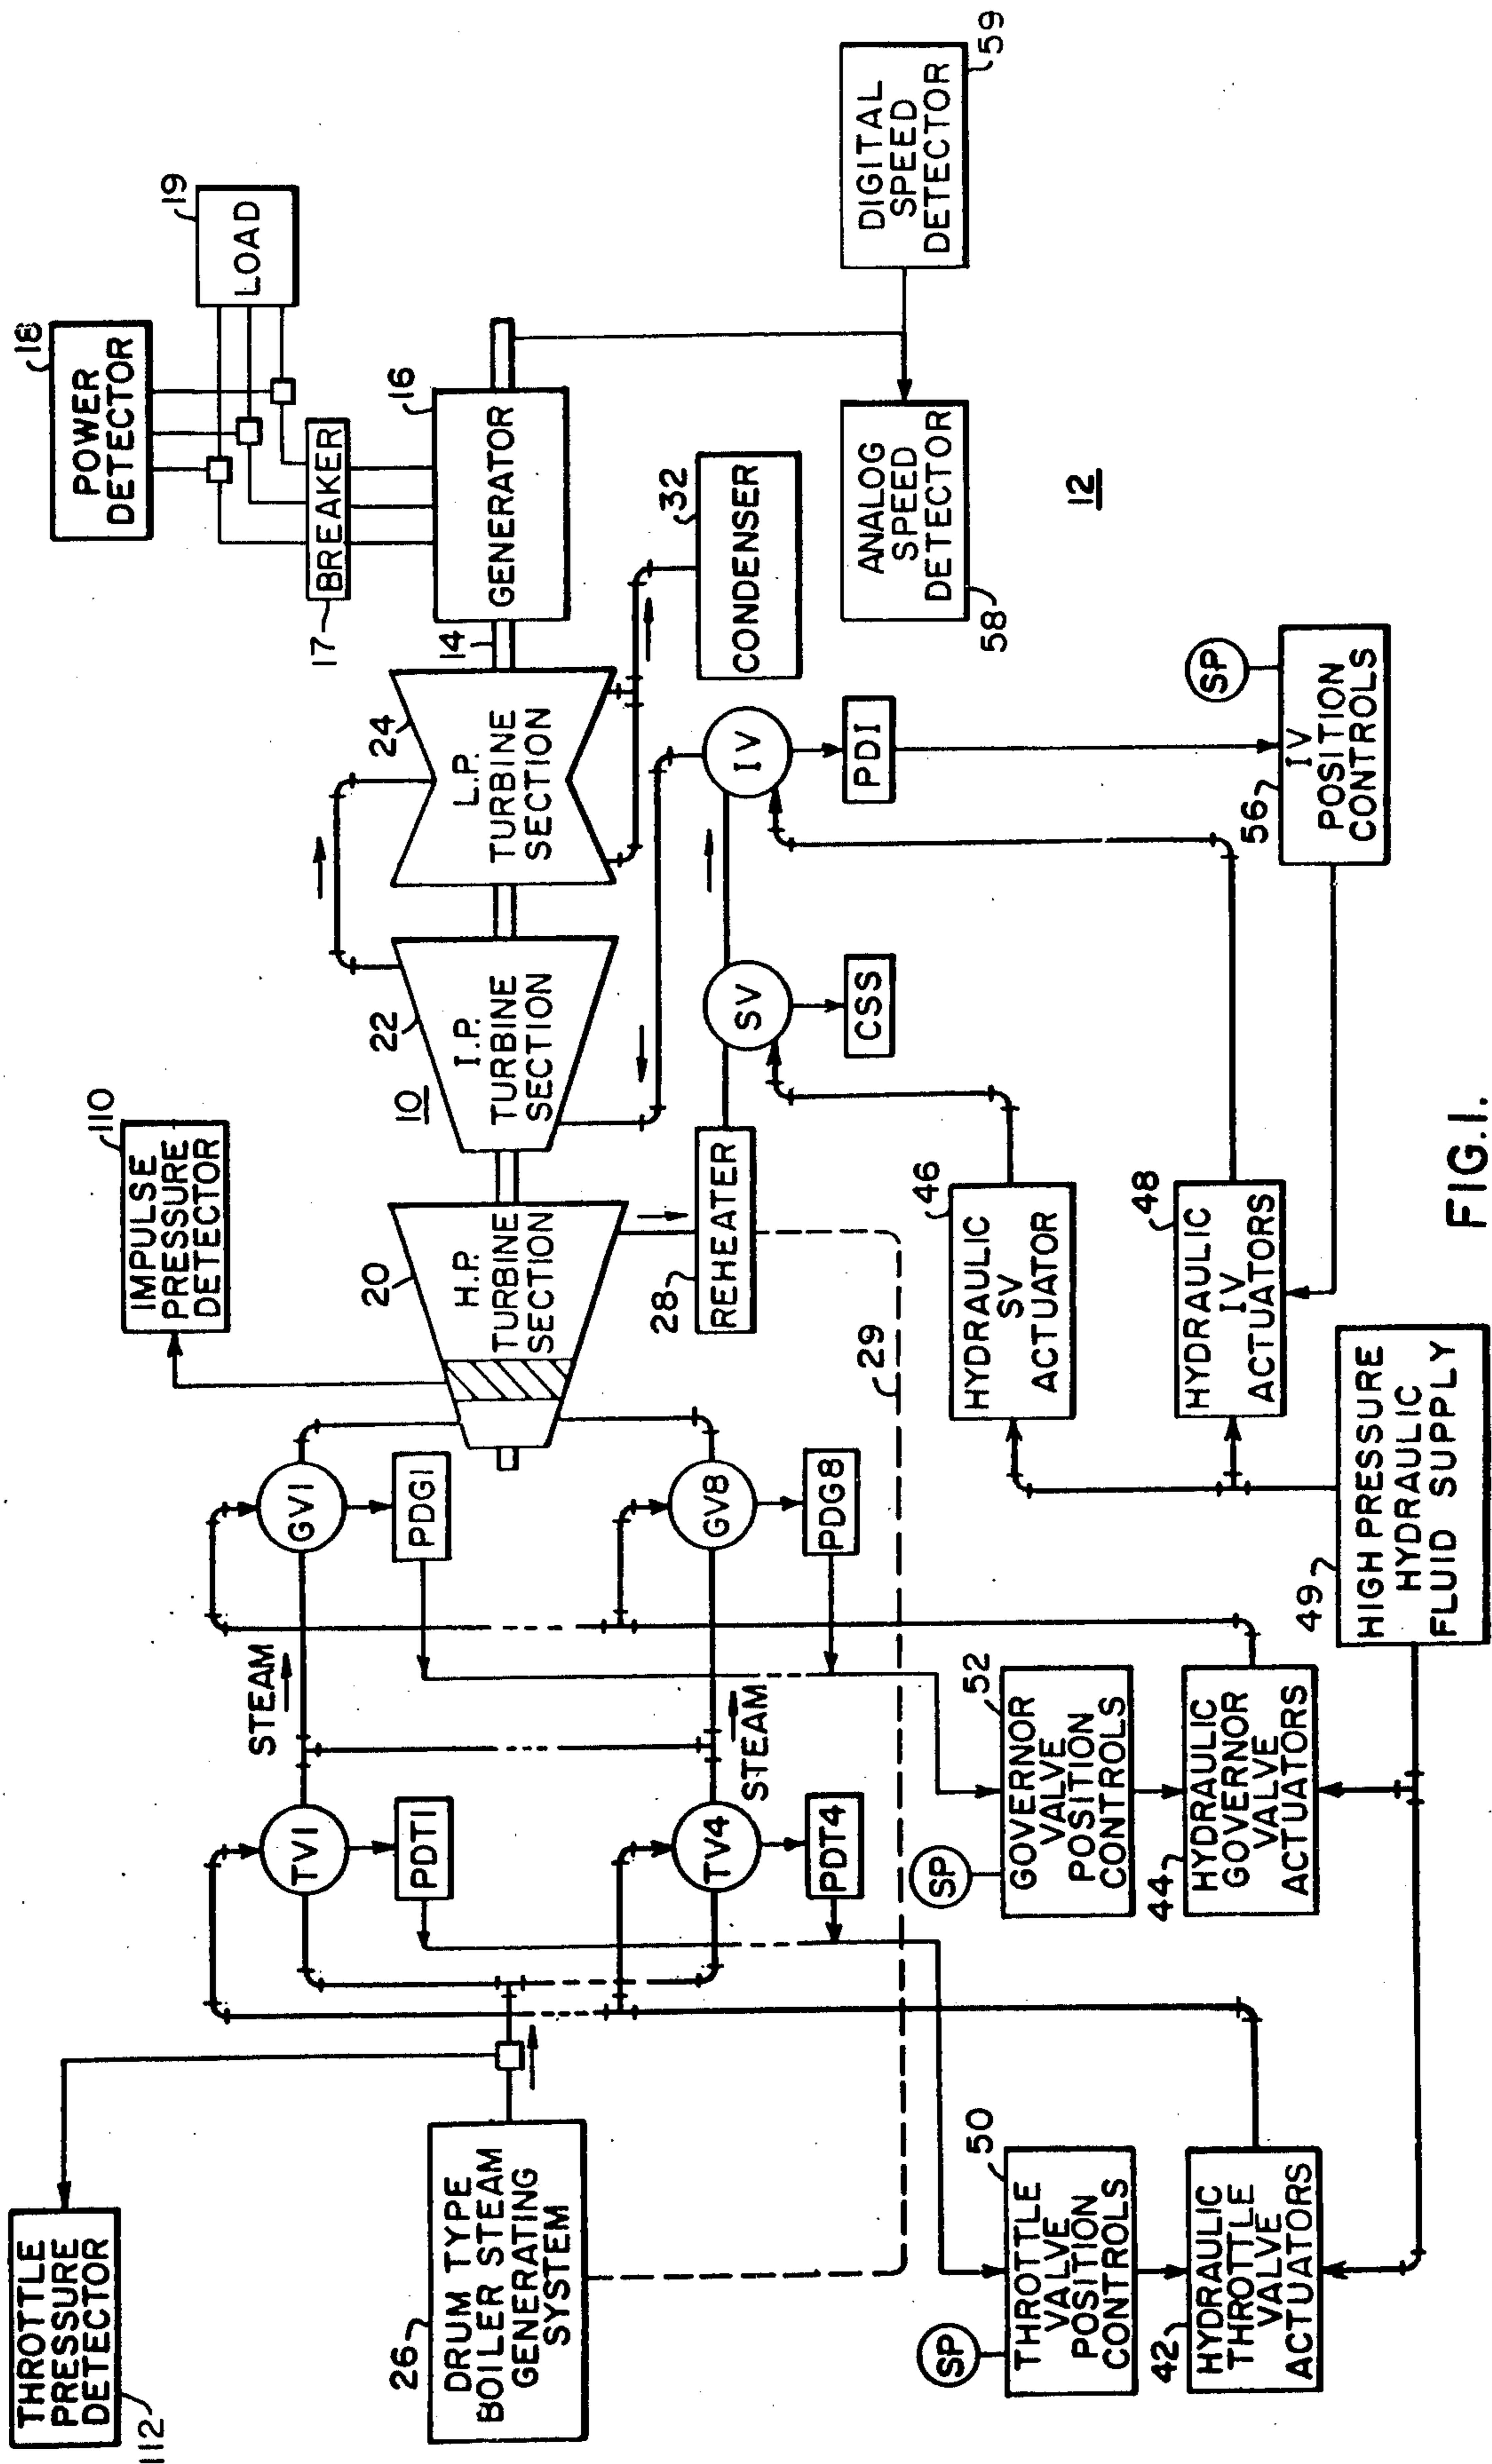 THROTTLE
PRESSURE
DETECTOR
112
IMPULSE
PRESSURE
DETECTOR
110
POWER
DETECTOR
18
LOAD
19
BREAKER
17
DRUM TYPE
BOILER STEAM
GENERATING
SYSTEM
26
TV1
PDT1
TV4
PDT4
STEAM
STEAM
GV1
PDG1
GV8
PDG8
H.P.
TURBINE
SECTION
20
10
I.P.
TURBINE
SECTION
22
L.P.
TURBINE
SECTION
24
14
GENERATOR
16
REHEATER
28
29
SV
CSS
IV
PDI
CONDENSER
32
ANALOG
SPEED
DETECTOR
58
DIGITAL
SPEED
DETECTOR
59
12
SP
THROTTLE
VALVE
POSITION
CONTROLS
50
HYDRAULIC
THROTTLE
VALVE
ACTUATORS
42
SP
GOVERNOR
VALVE
POSITION
CONTROLS
52
HYDRAULIC
GOVERNOR
VALVE
ACTUATORS
44
HYDRAULIC
SV
ACTUATOR
46
HYDRAULIC
IV
ACTUATORS
48
SP
IV
POSITION
CONTROLS
56
HIGH PRESSURE
HYDRAULIC
FLUID SUPPLY
49
FIG.1.